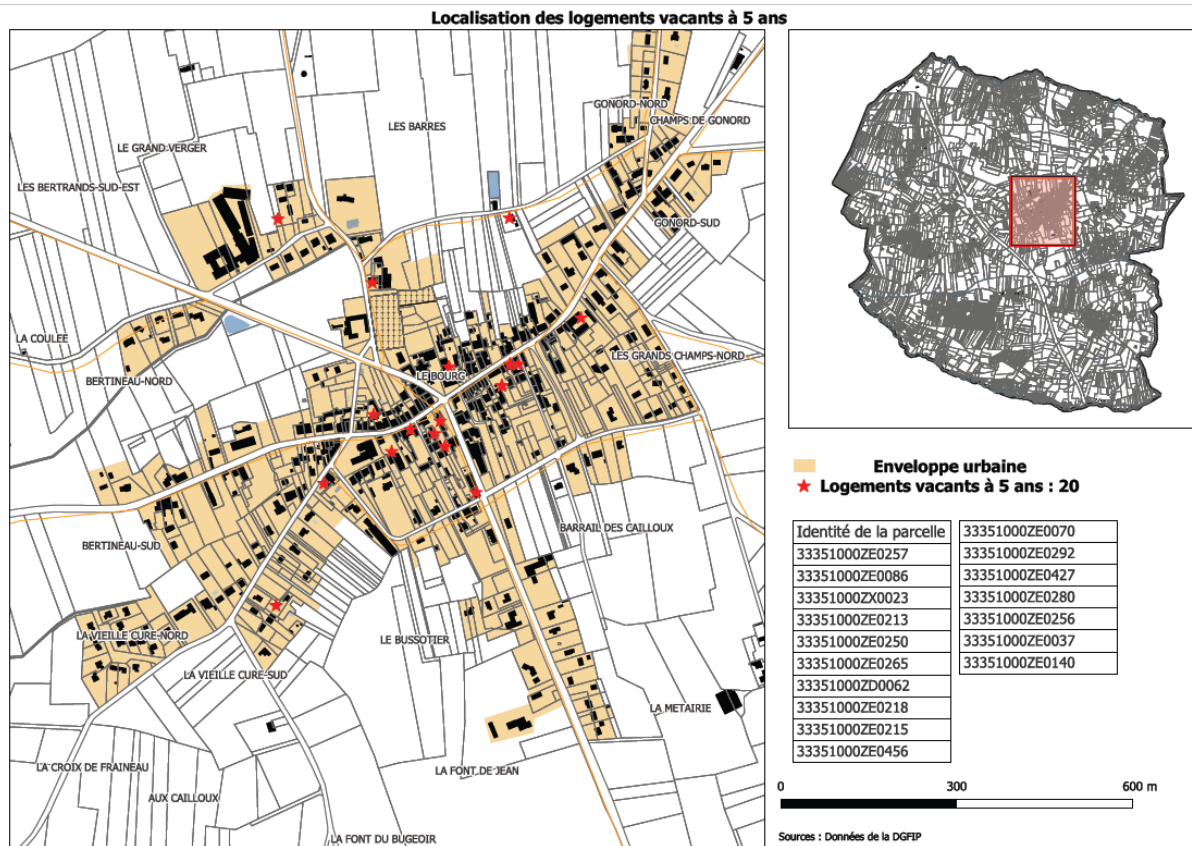 Localisation des logements vacants à 5 ans
GONORD-NORD
CHAMPS DE GONORD
LES BARRES
LE GRAND VERGER
LES BERTRANDS-SUD-EST
GONORD-SUD
LA COULEE
LES GRANDS CHAMPS-NORD
BERTINEAU-NORD
LE BOURG
BARRAIL DES CAILLOUX
BERTINEAU-SUD
LA VIEILLE CURE-NORD
LE BUSSOTIER
LA VIEILLE CURE-SUD
LA METAIRIE
LA CROIX DE FRAINEAU
LA FONT DE JEAN
AUX CAILLOUX
LA FONT DU BUGEOIR
Enveloppe urbaine
Logements vacants à 5 ans : 20
Identité de la parcelle
33351000ZE0257
33351000ZE0086
33351000ZX0023
33351000ZE0213
33351000ZE0250
33351000ZE0265
33351000ZD0062
33351000ZE0218
33351000ZE0215
33351000ZE0456
33351000ZE0070
33351000ZE0292
33351000ZE0427
33351000ZE0280
33351000ZE0256
33351000ZE0037
33351000ZE0140
0 300 600 m
Sources : Données de la DGFIP